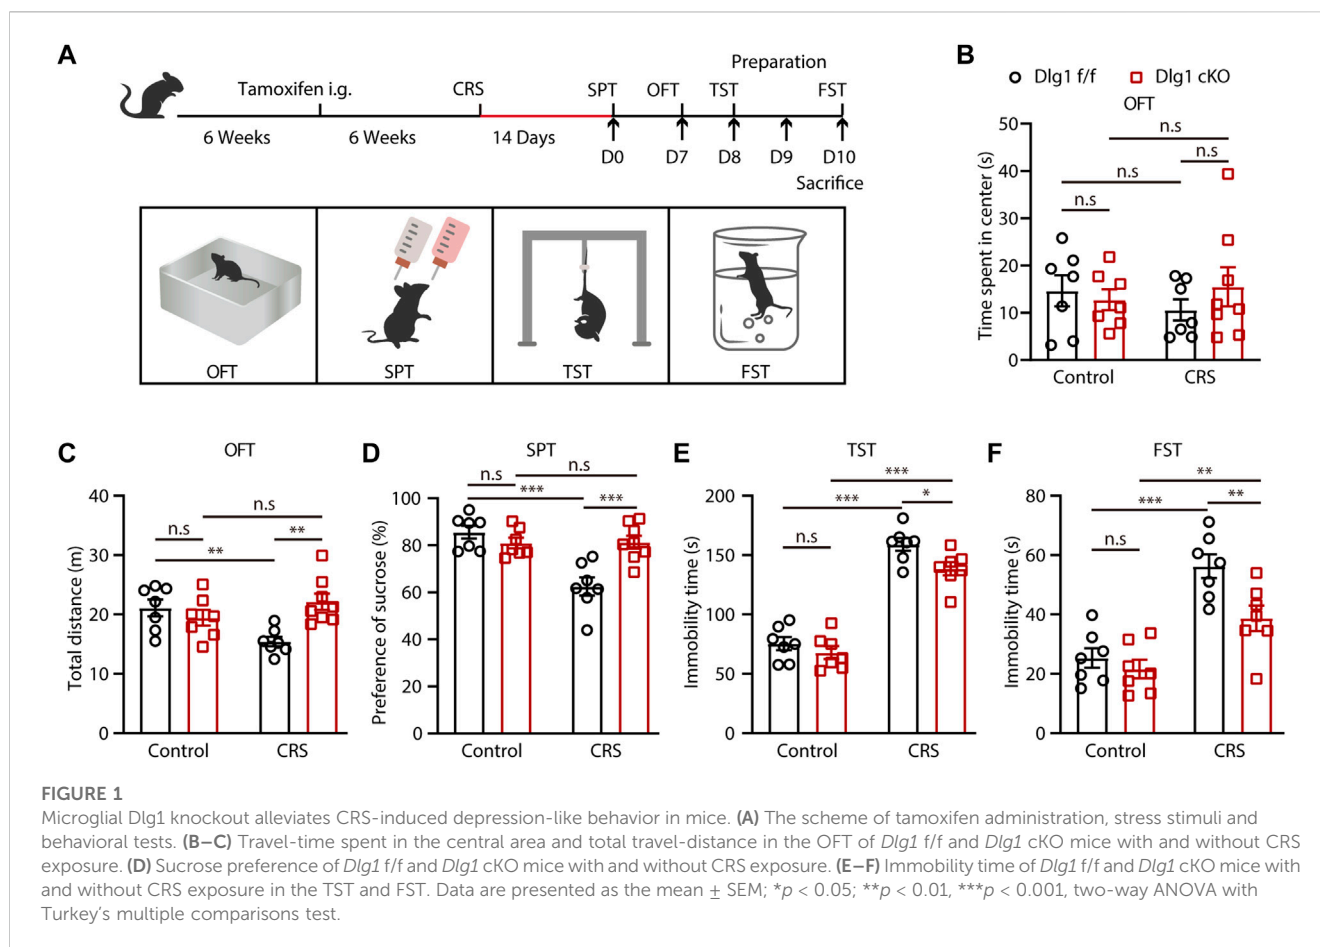 A
Preparation
Tamoxifen i.g.
CRS
SPT
OFT
TST
FST
6 Weeks
6 Weeks
14 Days
D0
D7
D8
D9
D10
Sacrifice
OFT
SPT
TST
FST
B
Dlg1 f/f
Dlg1 cKO
OFT
Time spent in center (s)
50
40
30
20
10
0
n.s
n.s
n.s
n.s
Control
CRS
C
OFT
Total distance (m)
40
30
20
10
0
n.s
n.s
**
**
Control
CRS
D
SPT
Preference of sucrose (%)
100
80
60
40
20
0
n.s
n.s
***
***
Control
CRS
E
TST
Immobility time (s)
200
150
100
50
0
***
***
*
n.s
Control
CRS
F
FST
Immobility time (s)
80
60
40
20
0
**
***
**
n.s
Control
CRS
FIGURE 1
Microglial Dlg1 knockout alleviates CRS-induced depression-like behavior in mice. (A) The scheme of tamoxifen administration, stress stimuli and
behavioral tests. (B–C) Travel-time spent in the central area and total travel-distance in the OFT of Dlg1 f/f and Dlg1 cKO mice with and without CRS
exposure. (D) Sucrose preference of Dlg1 f/f and Dlg1 cKO mice with and without CRS exposure. (E–F) Immobility time of Dlg1 f/f and Dlg1 cKO mice with
and without CRS exposure in the TST and FST. Data are presented as the mean ± SEM; *p < 0.05; **p < 0.01, ***p < 0.001, two-way ANOVA with
Turkey's multiple comparisons test.